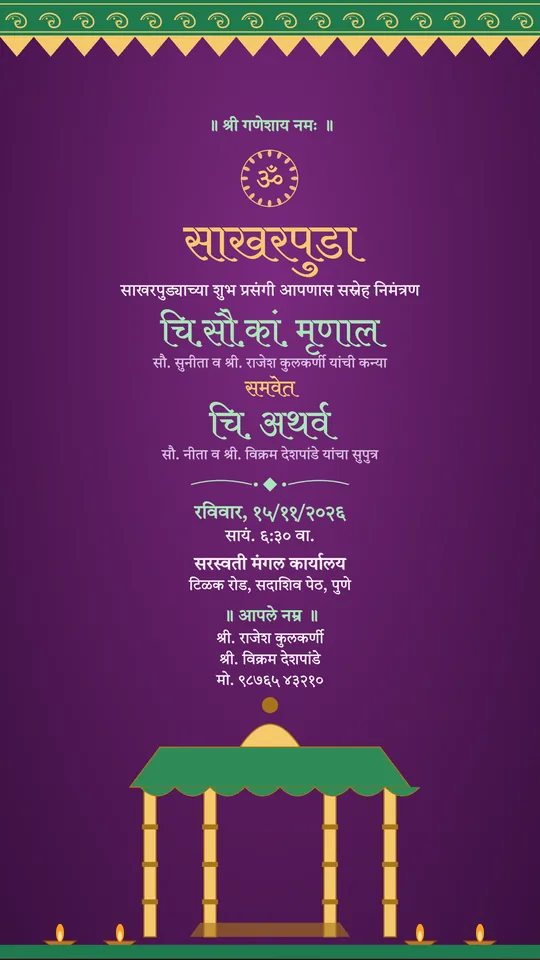 ॥ श्री गणेशाय नमः ॥
ॐ
साखरपुडा
साखरपुड्याच्या शुभ प्रसंगी आपणास सस्नेह निमंत्रण
चि.सौ.कां. मृणाल
सौ. सुनीता व श्री. राजेश कुलकर्णी यांची कन्या
समवेत
चि. अथर्व
सौ. नीता व श्री. विक्रम देशपांडे यांचा सुपुत्र
रविवार, १५/११/२०२६
सायं. ६:३० वा.
सरस्वती मंगल कार्यालय
टिळक रोड, सदाशिव पेठ, पुणे
॥ आपले नम्र ॥
श्री. राजेश कुलकर्णी
श्री. विक्रम देशपांडे
मो. ९८७६५ ४३२१०